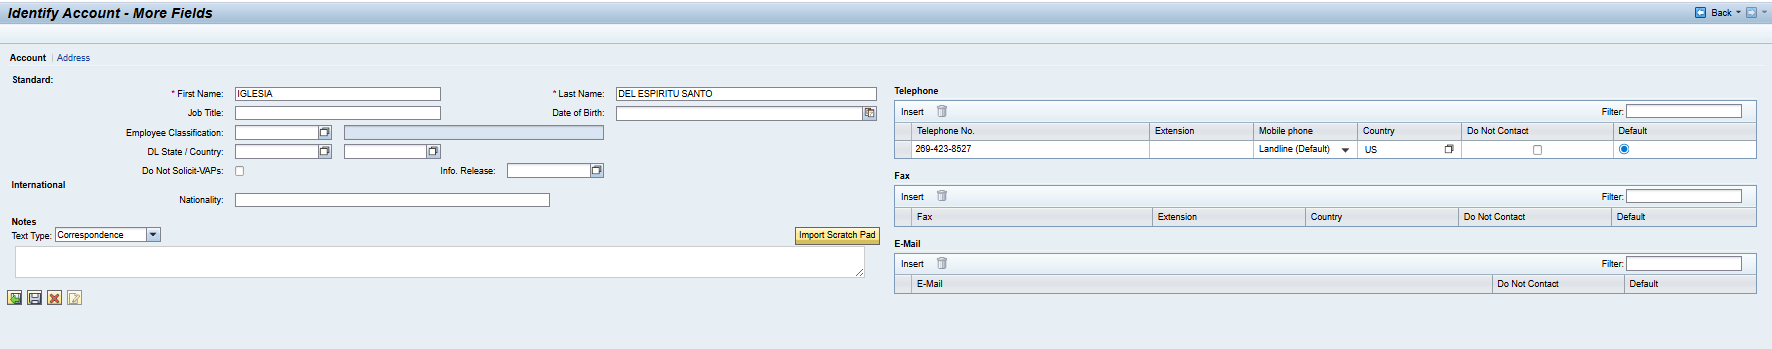 Identify Account - More Fields
Back
Account | Address
Standard:
* First Name: IGLESIA * Last Name: DEL ESPIRITU SANTO
Job Title: Date of Birth:
Employee Classification:
DL State / Country:
Do Not Solicit-VAPs: Info. Release:
International
Nationality:
Notes
Text Type: Correspondence Import Scratch Pad
Telephone
Insert Filter:
Telephone No. Extension Mobile phone Country Do Not Contact Default
269-423-8527 Landline (Default) US
Fax
Insert Filter:
Fax Extension Country Do Not Contact Default
E-Mail
Insert Filter:
E-Mail Do Not Contact Default